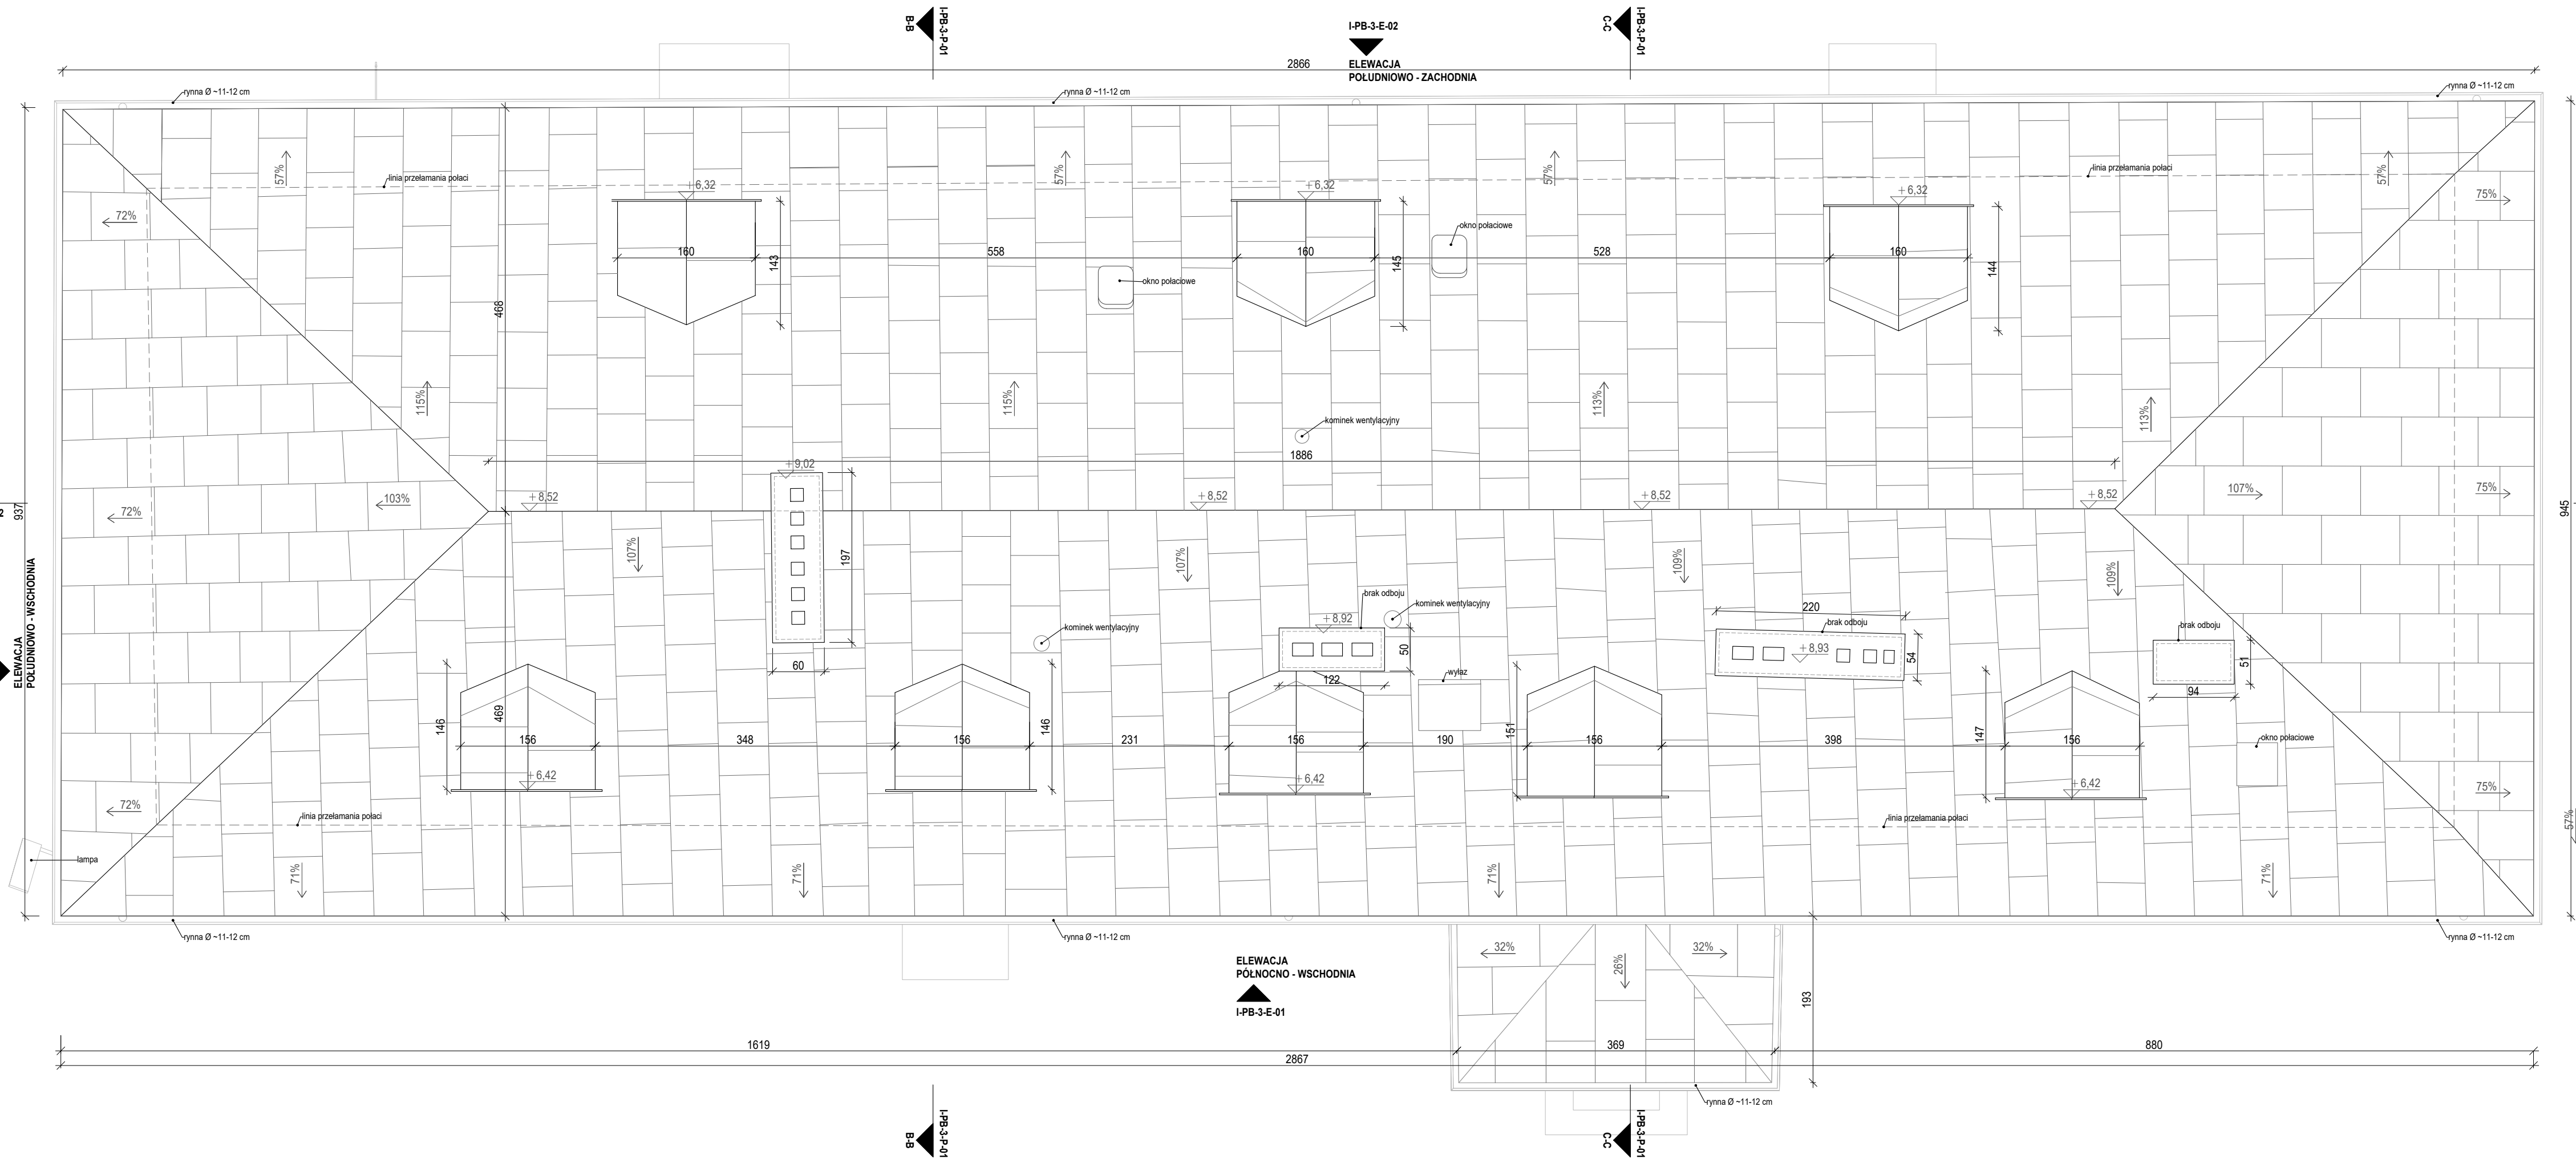 B-B
I-PB-3-P-01
I-PB-3-E-02
C-C
I-PB-3-P-01
2866
ELEWACJA
POŁUDNIOWO - ZACHODNIA
rynna Ø ~11-12 cm
rynna Ø ~11-12 cm
rynna Ø ~11-12 cm
57%
57%
57%
57%
linia przełamania połaci
linia przełamania połaci
72%
+6,32
+6,32
+6,32
75%
okno połaciowe
160
558
160
528
160
143
145
144
okno połaciowe
468
115%
115%
113%
113%
kominek wentylacyjny
1886
+9,02
103%
+8,52
+8,52
+8,52
+8,52
107%
75%
72%
937
945
107%
197
107%
109%
109%
ELEWACJA
POŁUDNIOWO - WSCHODNIA
brak odboju
kominek wentylacyjny
220
+8,92
brak odboju
brak odboju
kominek wentylacyjny
50
+8,93
54
51
60
wyłaz
122
94
146
469
146
151
147
156
348
156
231
156
190
156
398
156
okno połaciowe
+6,42
+6,42
+6,42
75%
72%
linia przełamania połaci
linia przełamania połaci
57%
lampa
71%
71%
71%
71%
rynna Ø ~11-12 cm
rynna Ø ~11-12 cm
rynna Ø ~11-12 cm
32%
26%
32%
ELEWACJA
PÓŁNOCNO - WSCHODNIA
I-PB-3-E-01
193
1619
369
880
2867
rynna Ø ~11-12 cm
B-B
I-PB-3-P-01
C-C
I-PB-3-P-01